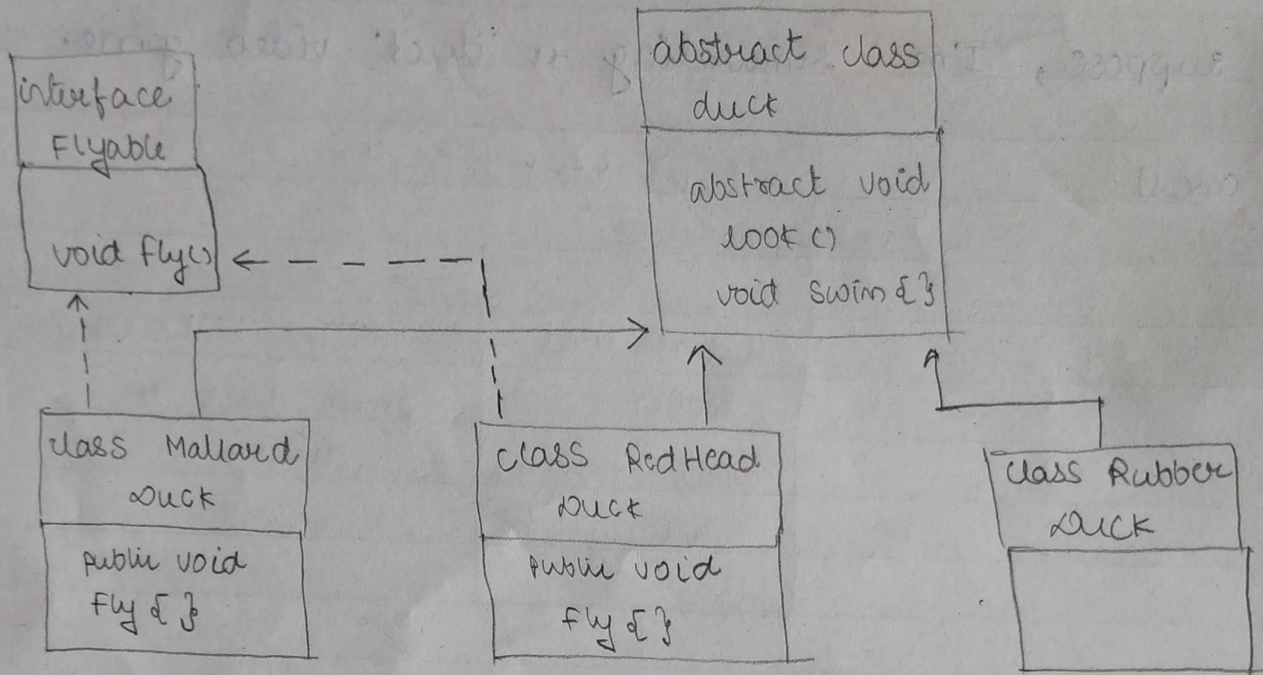 interface
Flyable
void fly()
abstract class
duck
abstract void
look()
void swim{}
class Mallard
Duck
public void
fly{}
class RedHead
Duck
public void
fly{}
class Rubber
Duck